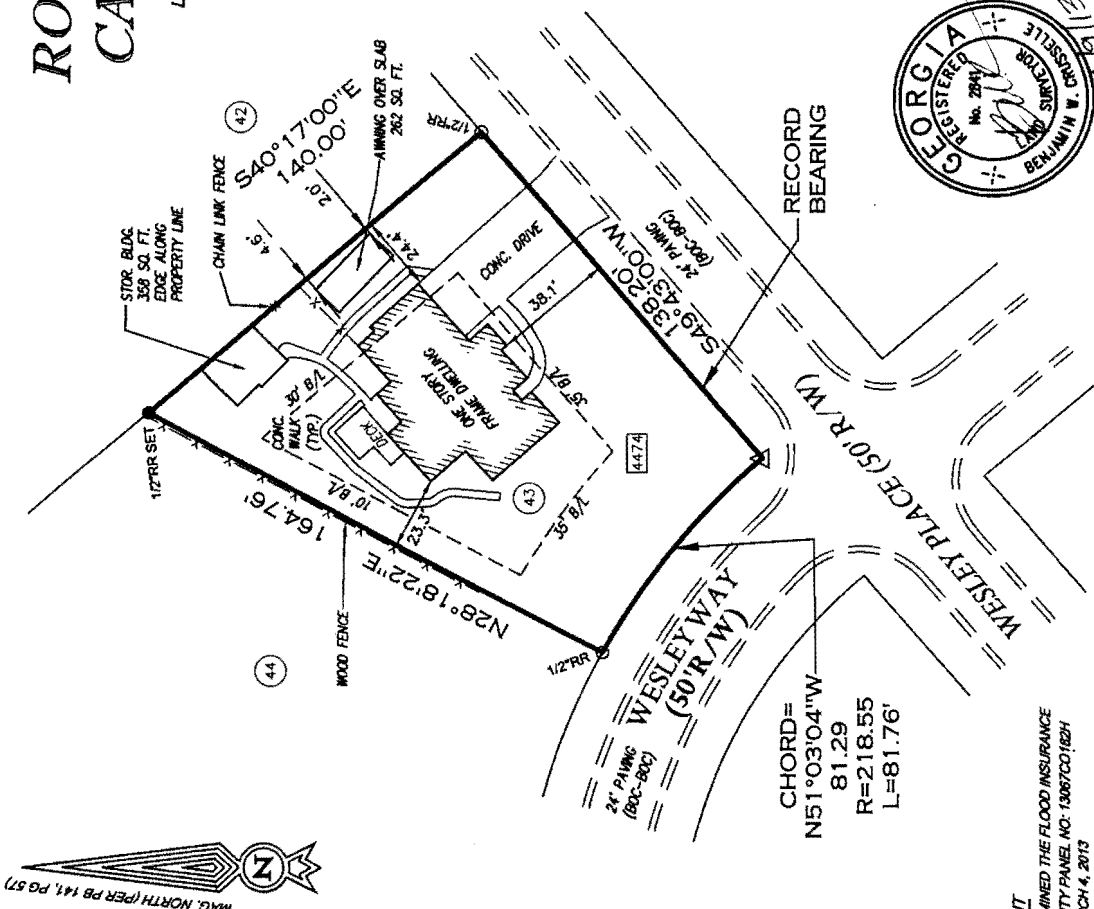 RO
CA
L
42
S40°17'00"E
140.00'
2.0'
4.6'
AWNING OVER SLAB
262 SQ. FT.
CHAIN LINK FENCE
STOR. BLDG.
358 SQ. FT.
EDGE ALONG
PROPERTY LINE
1/2"RR
1/2"RR SET
24.4'
CONC. DRIVE
30' B/L
CONC.
WALK
(TYP.)
DECK
ONE STORY
FRAME DWELLING
38.1'
35' B/L
138.20'
S49°43'00"W
24' PAVING
(BOC-BOC)
RECORD
BEARING
4474
43
10' B/L
23.3'
35' B/L
164.76'
N28°18'22"E
44
WOOD FENCE
1/2"RR
WESLEY WAY
(50'R/W)
24' PAVING
(BOC-BOC)
WESLEY PLACE (50' R/W)
CHORD=
N51°03'04"W
81.29
R=218.55
L=81.76'
GEORGIA
REGISTERED
No. 2841
LAND SURVEYOR
BENJAMIN W. CRUSSELLE
N
MAG. NORTH (PER PB 141, PG 57)
MINED THE FLOOD INSURANCE
TY PANEL NO: 13067C0182H
CH 4, 2013